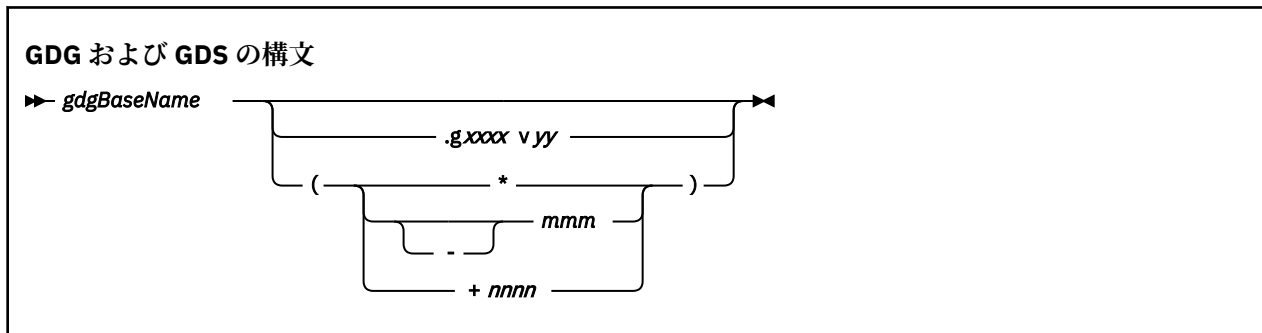 GDG および GDS の構文
gdgBaseName
.gxxxx vyy
( * )
- mmm
+ nnnn